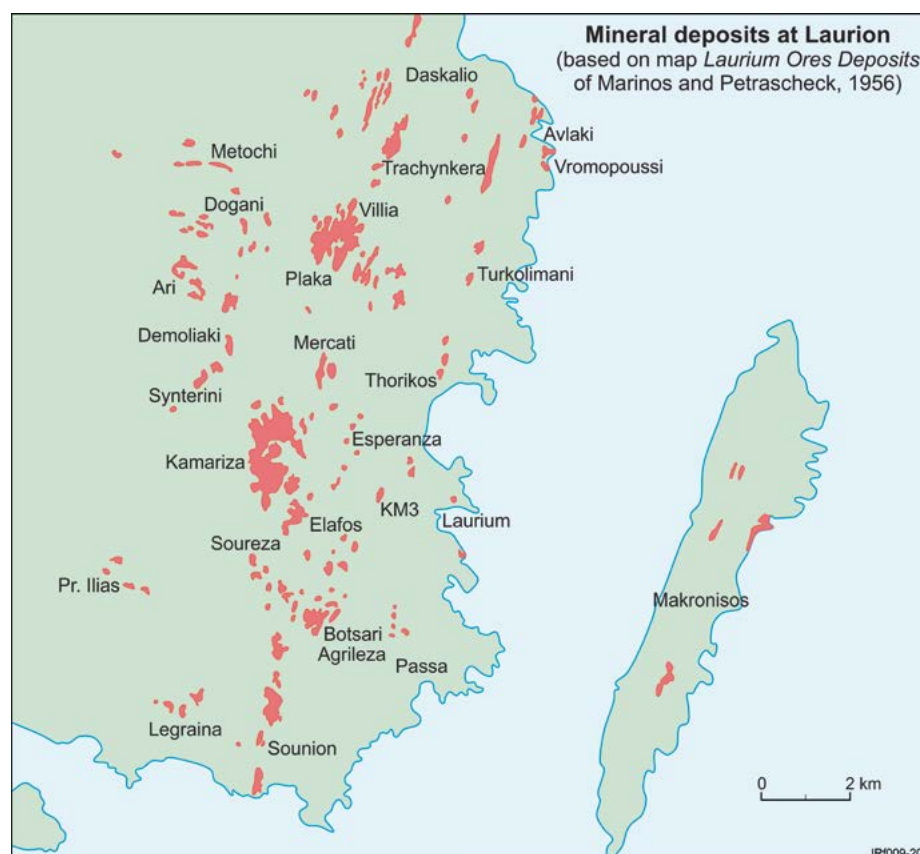 Mineral deposits at Laurion
(based on map Laurium Ores Deposits
of Marinos and Petrascheck, 1956)
Daskalio
Avlaki
Metochi
Trachynkera
Vromopoussi
Dogani
Villia
Ari
Plaka
Turkolimani
Demoliaki
Mercati
Synterini
Thorikos
Esperanza
Kamariza
KM3
Laurium
Elafos
Soureza
Pr. Ilias
Makronisos
Botsari
Agrileza
Passa
Legraina
Sounion
0 2 km